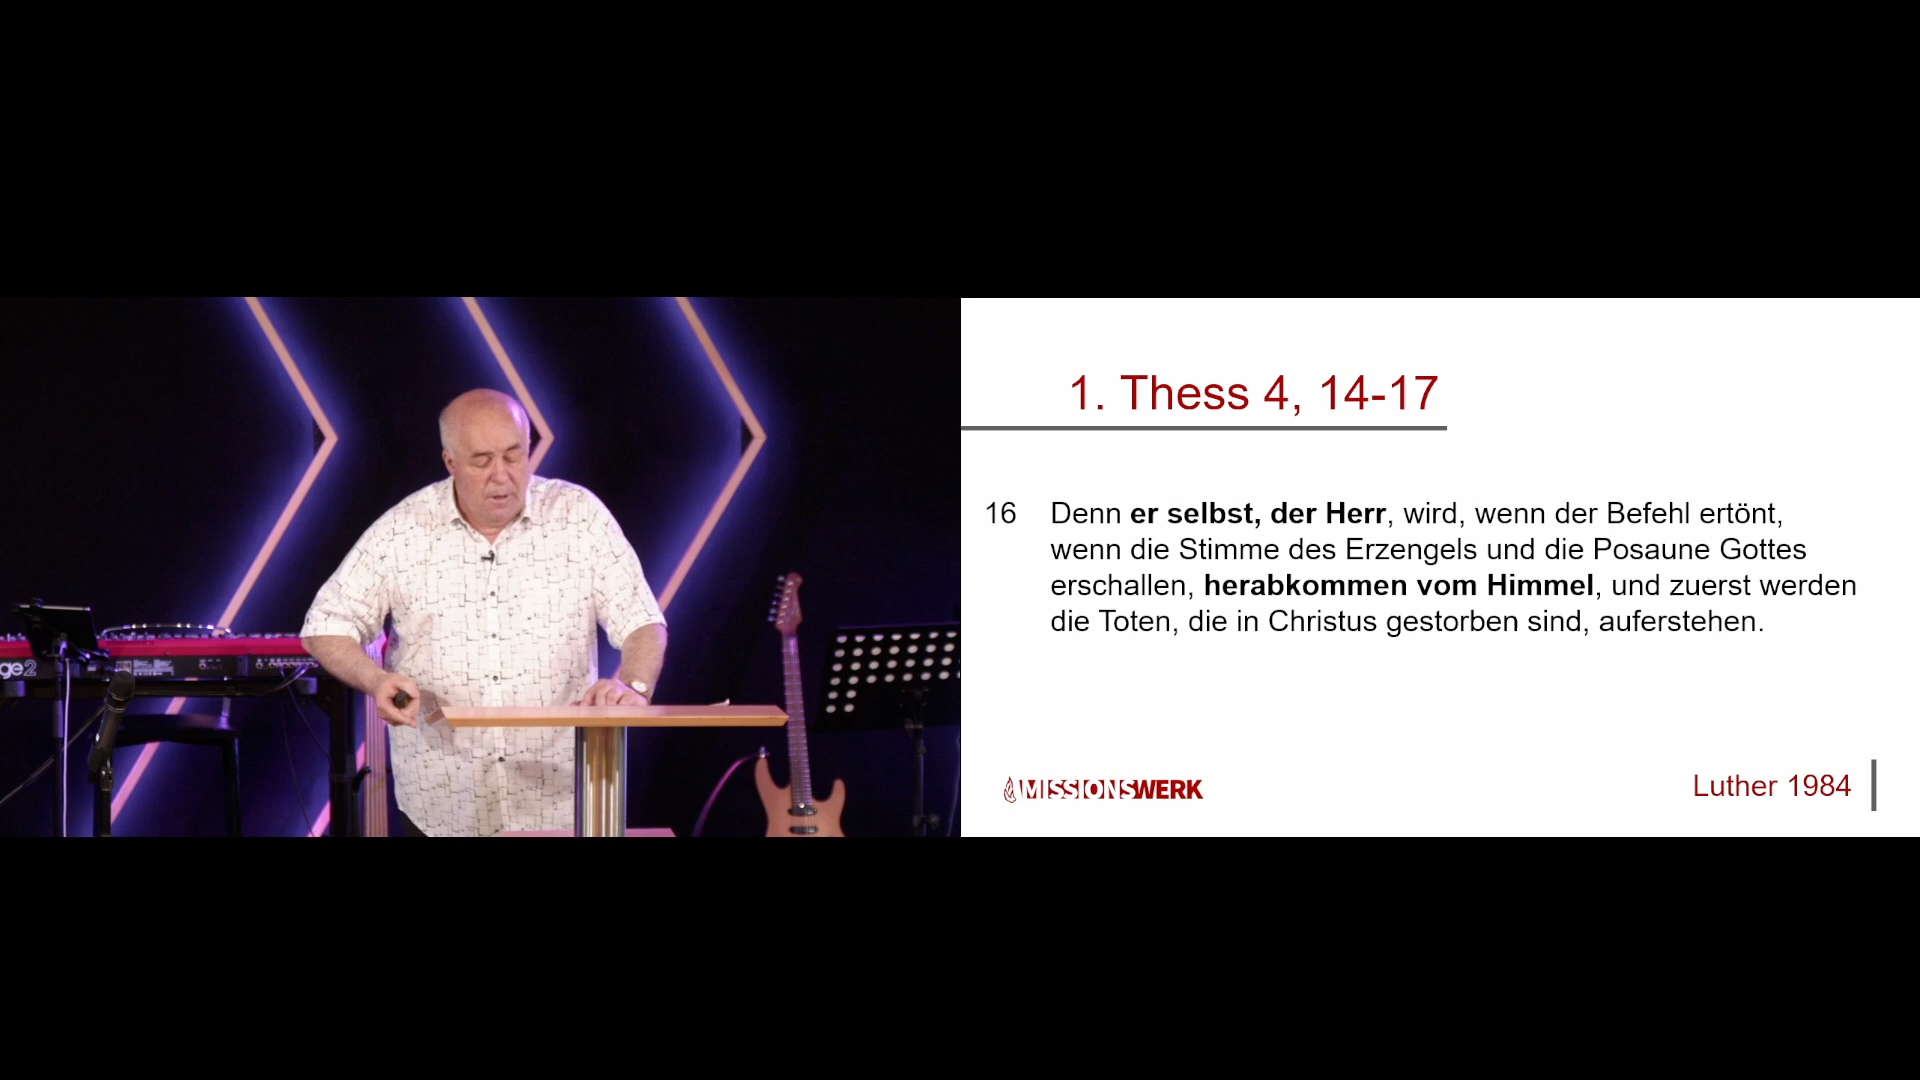 ge2
1. Thess 4, 14-17
16 Denn er selbst, der Herr, wird, wenn der Befehl ertönt,
wenn die Stimme des Erzengels und die Posaune Gottes
erschallen, herabkommen vom Himmel, und zuerst werden
die Toten, die in Christus gestorben sind, auferstehen.
MISSIONSWERK
Luther 1984